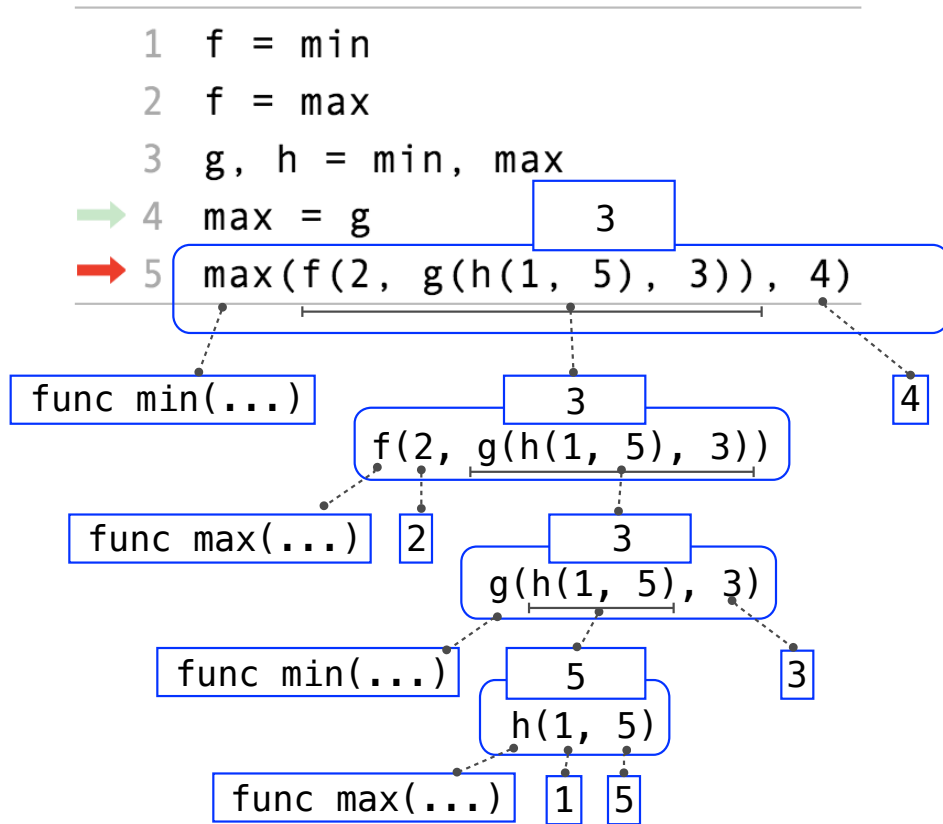 1 f = min
2 f = max
3 g, h = min, max
4 max = g
3
5 max(f(2, g(h(1, 5), 3)), 4)
func min(...)
3
4
f(2, g(h(1, 5), 3))
func max(...)
2
3
g(h(1, 5), 3)
func min(...)
5
3
h(1, 5)
func max(...)
1
5